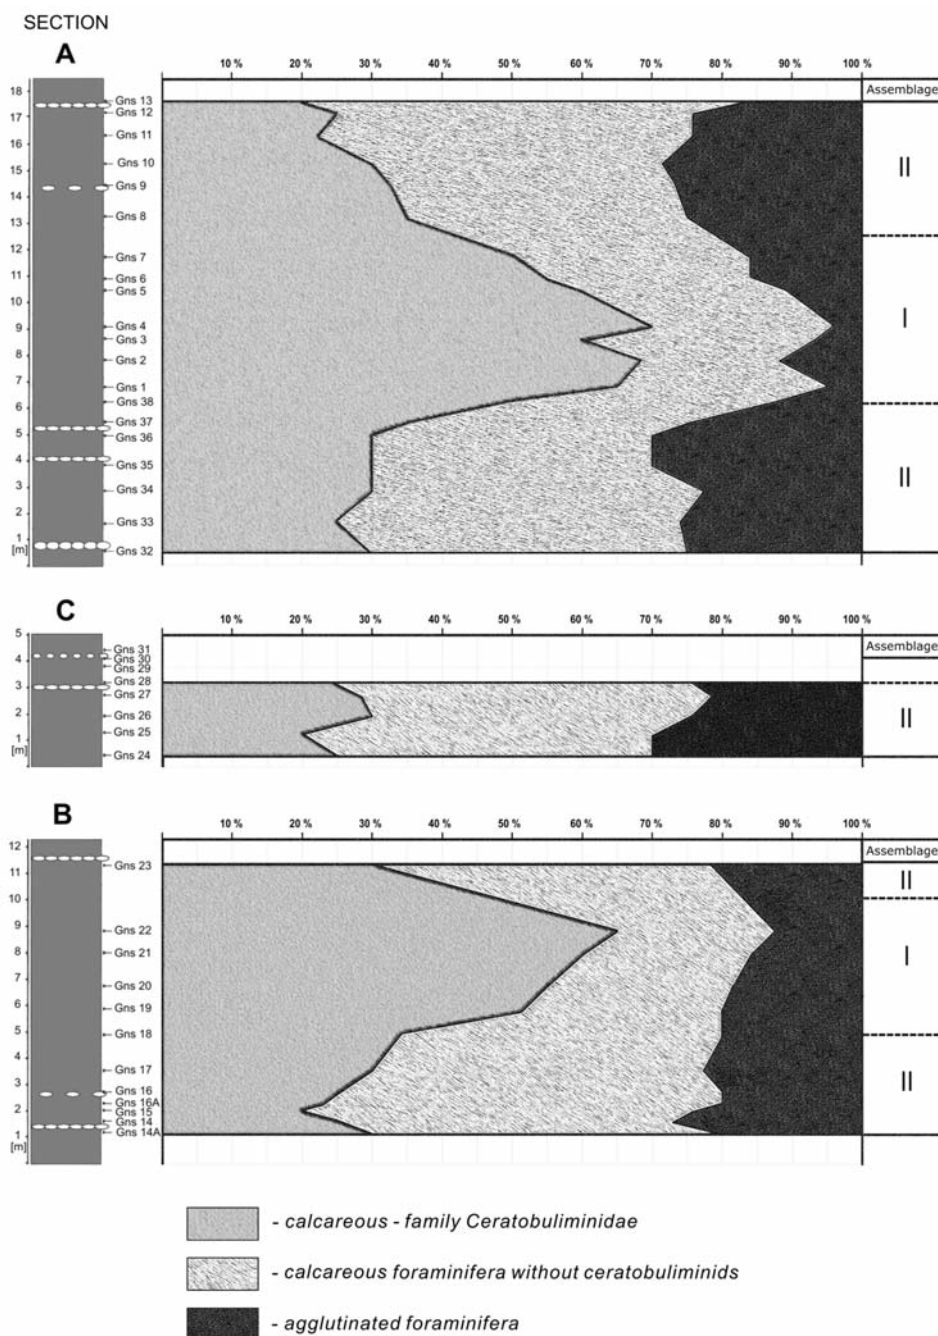 SECTION
A
10 % 20 % 30 % 40 % 50 % 60 % 70 % 80 % 90 % 100 %
Assemblage
18
Gns 13
17
Gns 12
Gns 11
16
Gns 10
15
Gns 9
14
Gns 8
13
II
12
Gns 7
11
Gns 6
Gns 5
10
I
9
Gns 4
Gns 3
8
Gns 2
7
Gns 1
6
Gns 38
Gns 37
5
Gns 36
4
Gns 35
3
Gns 34
II
2
Gns 33
1
[m]
Gns 32
C
10 % 20 % 30 % 40 % 50 % 60 % 70 % 80 % 90 % 100 %
Assemblage
5
Gns 31
4
Gns 30
Gns 29
3
Gns 28
Gns 27
2
Gns 26
II
Gns 25
1
[m]
Gns 24
B
10 % 20 % 30 % 40 % 50 % 60 % 70 % 80 % 90 % 100 %
Assemblage
12
11
Gns 23
II
10
9
Gns 22
8
Gns 21
I
7
Gns 20
6
Gns 19
5
Gns 18
4
Gns 17
3
Gns 16
II
Gns 16A
2
Gns 15
Gns 14
1
Gns 14A
[m]
- calcareous - family Ceratobuliminidae
- calcareous foraminifera without ceratobuliminids
- agglutinated foraminifera